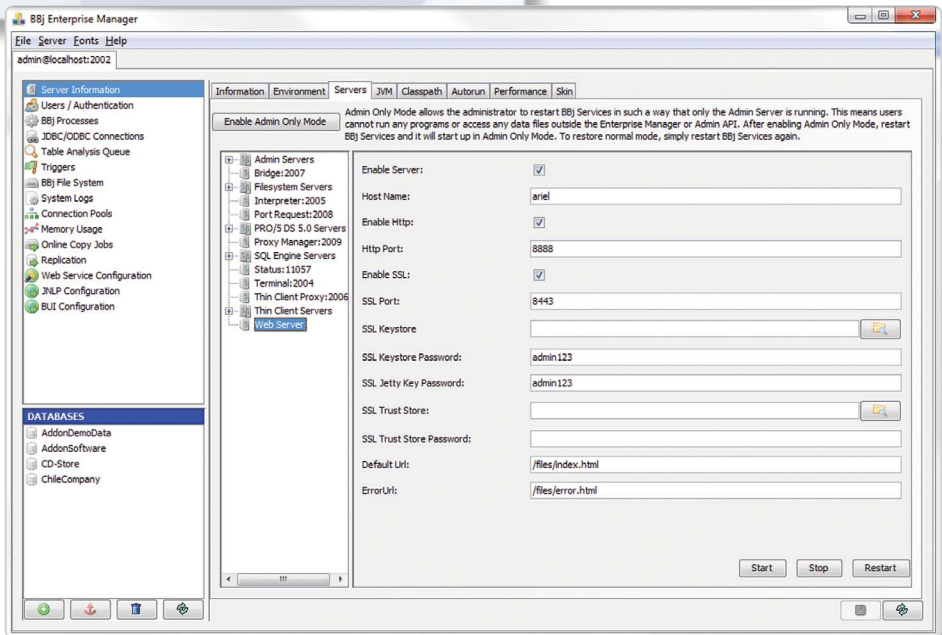 BBj Enterprise Manager
File Server Fonts Help
admin@localhost:2002
Server Information
Users / Authentication
BBj Processes
JDBC/ODBC Connections
Table Analysis Queue
Triggers
BBj File System
System Logs
Connection Pools
Memory Usage
Online Copy Jobs
Replication
Web Service Configuration
JNLP Configuration
BUI Configuration
DATABASES
AddonDemoData
AddonSoftware
CD-Store
ChileCompany
Information Environment Servers JVM Classpath Autorun Performance Skin
Enable Admin Only Mode
Admin Only Mode allows the administrator to restart BBj Services in such a way that only the Admin Server is running. This means users
cannot run any programs or access any data files outside the Enterprise Manager or Admin API. After enabling Admin Only Mode, restart
BBj Services and it will start up in Admin Only Mode. To restore normal mode, simply restart BBj Services again.
Admin Servers
Bridge:2007
Filesystem Servers
Interpreter:2005
Port Request:2008
PRO/5 DS 5.0 Servers
Proxy Manager:2009
SQL Engine Servers
Status:11057
Terminal:2004
Thin Client Proxy:2006
Thin Client Servers
Web Server
Enable Server:
Host Name: ariel
Enable Http:
Http Port: 8888
Enable SSL:
SSL Port: 8443
SSL Keystore
SSL Keystore Password: admin123
SSL Jetty Key Password: admin123
SSL Trust Store:
SSL Trust Store Password:
Default Url: /files/index.html
ErrorUrl: /files/error.html
Start Stop Restart